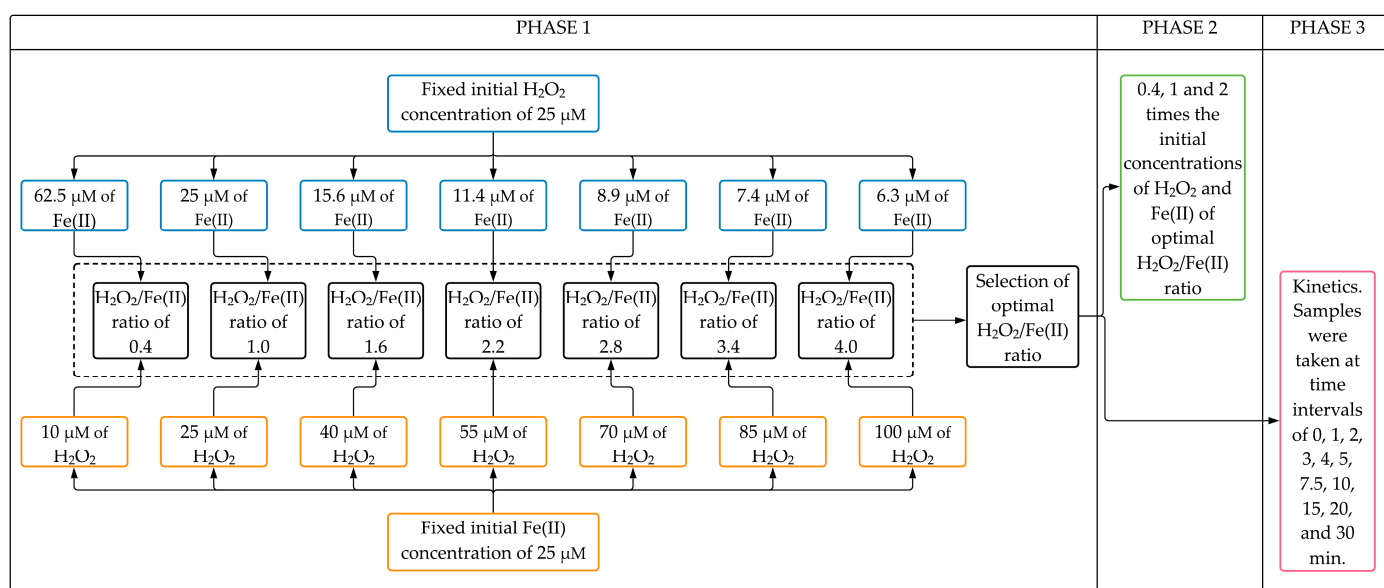 PHASE 1
PHASE 2
PHASE 3
Fixed initial H₂O₂
concentration of 25 µM
62.5 µM of
Fe(II)
25 µM of
Fe(II)
15.6 µM of
Fe(II)
11.4 µM of
Fe(II)
8.9 µM of
Fe(II)
7.4 µM of
Fe(II)
6.3 µM of
Fe(II)
H₂O₂/Fe(II)
ratio of
0.4
H₂O₂/Fe(II)
ratio of
1.0
H₂O₂/Fe(II)
ratio of
1.6
H₂O₂/Fe(II)
ratio of
2.2
H₂O₂/Fe(II)
ratio of
2.8
H₂O₂/Fe(II)
ratio of
3.4
H₂O₂/Fe(II)
ratio of
4.0
10 µM of
H₂O₂
25 µM of
H₂O₂
40 µM of
H₂O₂
55 µM of
H₂O₂
70 µM of
H₂O₂
85 µM of
H₂O₂
100 µM of
H₂O₂
Fixed initial Fe(II)
concentration of 25 µM
Selection of
optimal
H₂O₂/Fe(II)
ratio
0.4, 1 and 2
times the
initial
concentrations
of H₂O₂ and
Fe(II) of
optimal
H₂O₂/Fe(II)
ratio
Kinetics.
Samples
were
taken at
time
intervals
of 0, 1, 2,
3, 4, 5,
7.5, 10,
15, 20,
and 30
min.